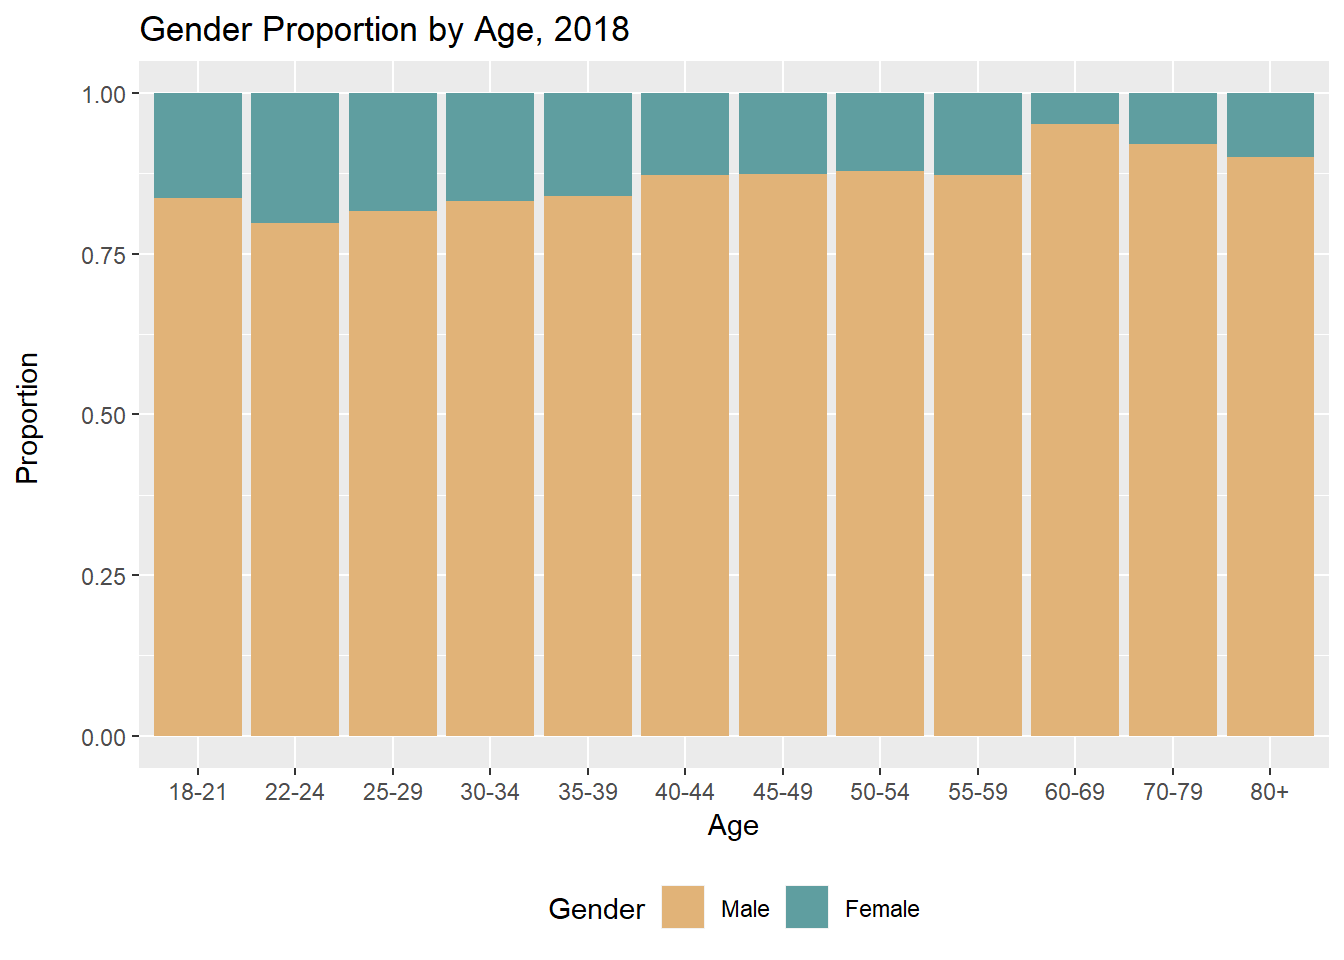 Gender Proportion by Age, 2018
Proportion
1.00
0.75
0.50
0.25
0.00
18-21 22-24 25-29 30-34 35-39 40-44 45-49 50-54 55-59 60-69 70-79 80+
Age
Gender Male Female